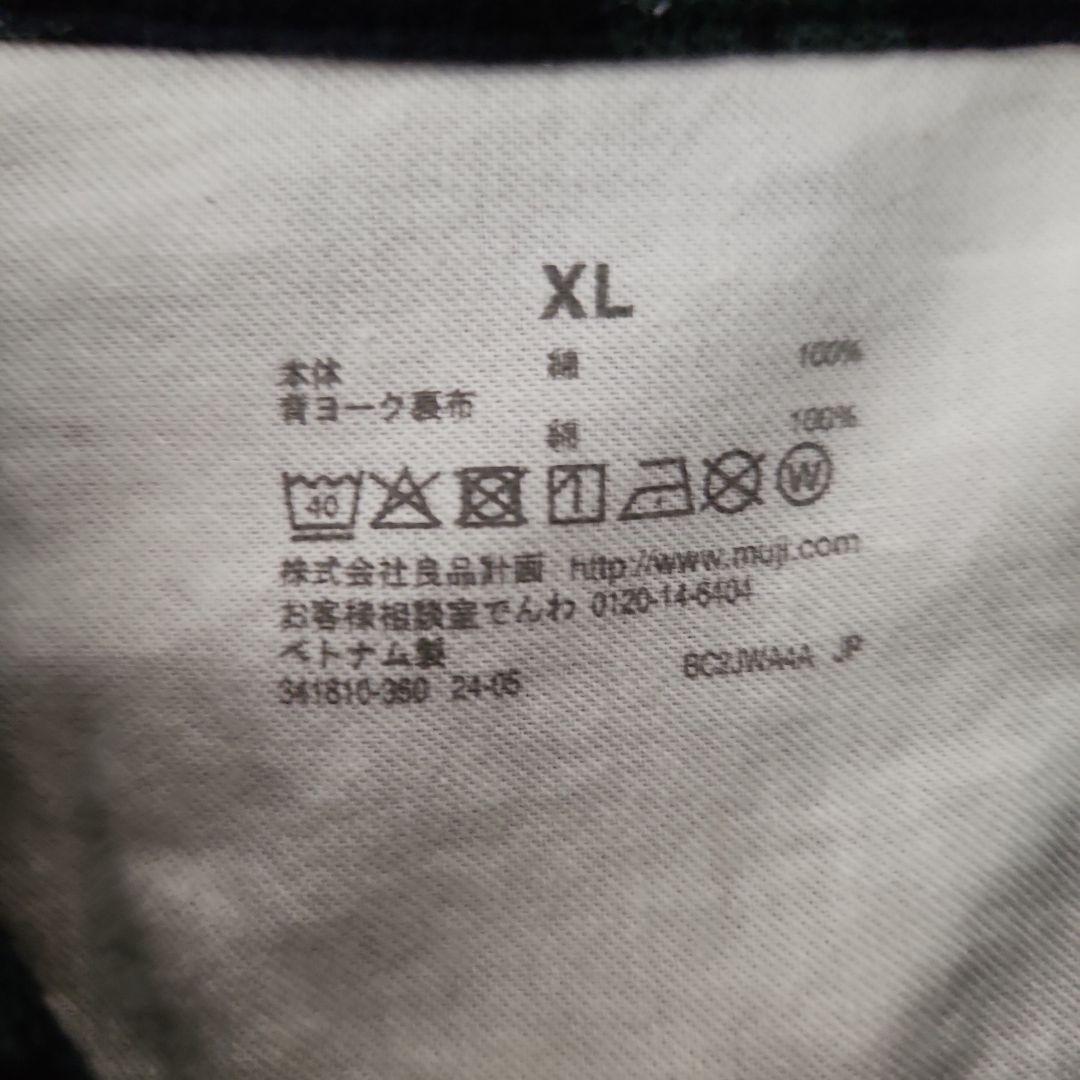 XL
本体 綿 100%
背ヨーク裏布
綿 100%
40 W
株式会社良品計画 http://www.muji.com
お客様相談室でんわ 0120-14-6404
ベトナム製
BC2JWA4A JP
341810-360 24-05